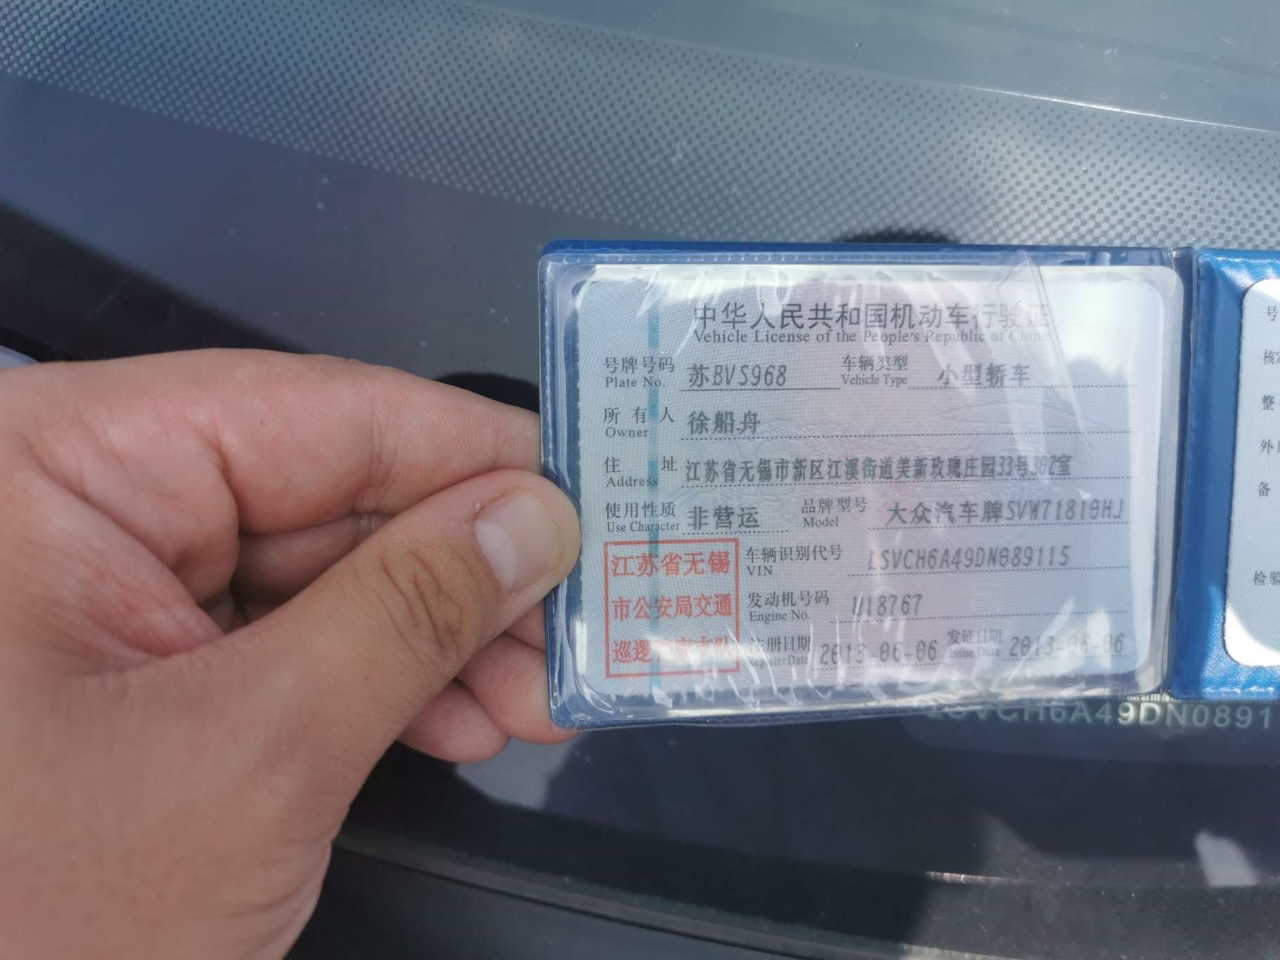 中华人民共和国机动车行驶证
Vehicle License of the People's Republic of China
号牌号码 苏BVS968 车辆类型 小型轿车
Plate No. Vehicle Type
所有人 徐船舟
Owner
住址 江苏省无锡市新区江溪街道美新玫瑰庄园33号302室
Address
使用性质 非营运 品牌型号 大众汽车牌SVW71810HJ
Use Character Model
江苏省无锡
市公安局交通
巡逻警察支队
车辆识别代号 LSVCH6A49DN089115
VIN
发动机号码 U18767
Engine No.
注册日期 2013-06-06 发证日期 2013-06-06
Register Date Issue Date
号
核定
整
外
备
检验
SVCH6A49DN0891